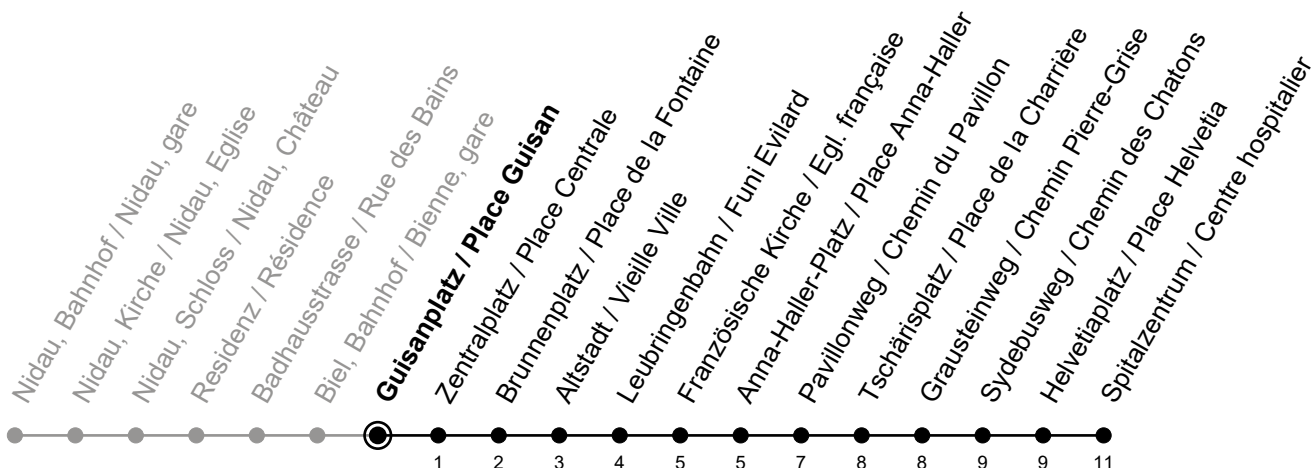 Nidau, Bahnhof / Nidau, gare
Nidau, Kirche / Nidau, Eglise
Nidau, Schloss / Nidau, Château
Residenz / Résidence
Badhausstrasse / Rue des Bains
Biel, Bahnhof / Bienne, gare
Guisanplatz / Place Guisan
Zentralplatz / Place Centrale
Brunnenplatz / Place de la Fontaine
Altstadt / Vieille Ville
Leubringenbahn / Funi Evilard
Französische Kirche / Egl. française
Anna-Haller-Platz / Place Anna-Haller
Pavillonweg / Chemin du Pavillon
Tschärisplatz / Place de la Charrière
Grausteinweg / Chemin Pierre-Grise
Sydebusweg / Chemin des Chatons
Helvetiaplatz / Place Helvetia
Spitalzentrum / Centre hospitalier
1 2 3 4 5 5 7 8 8 9 9 11